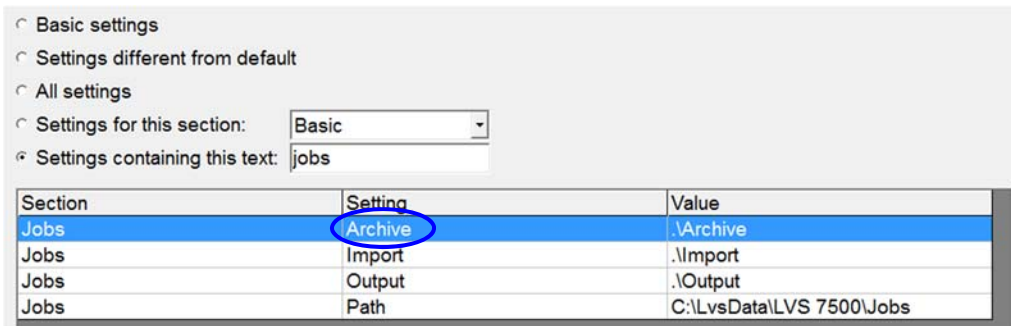 Basic settings
Settings different from default
All settings
Settings for this section: Basic
Settings containing this text: jobs
Section Setting Value
Jobs Archive .\Archive
Jobs Import .\Import
Jobs Output .\Output
Jobs Path C:\LvsData\LVS 7500\Jobs